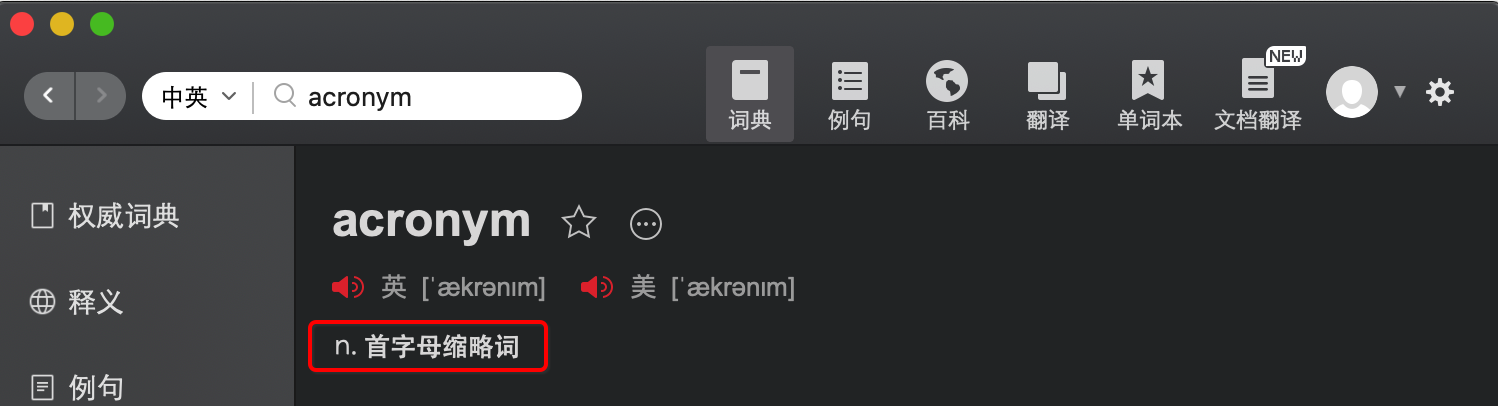 中英 acronym
词典 例句 百科 翻译 单词本 文档翻译 NEW
权威词典
释义
例句
acronym
英 [ˈækrənɪm] 美 [ˈækrənɪm]
n. 首字母缩略词